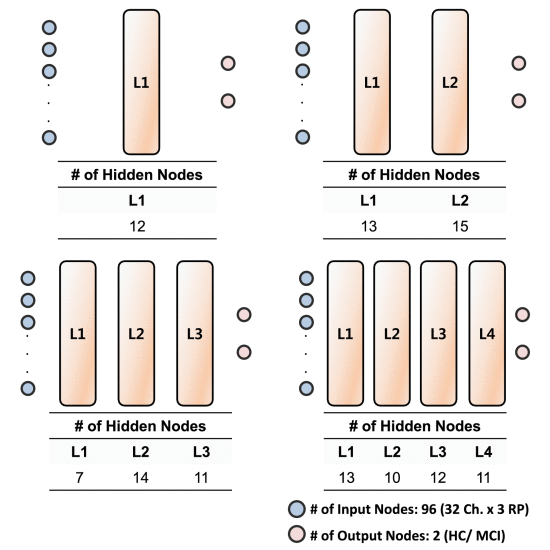 L1
# of Hidden Nodes
L1
12
L1 L2
# of Hidden Nodes
L1 L2
13 15
L1 L2 L3
# of Hidden Nodes
L1 L2 L3
7 14 11
L1 L2 L3 L4
# of Hidden Nodes
L1 L2 L3 L4
13 10 12 11
# of Input Nodes: 96 (32 Ch. x 3 RP)
# of Output Nodes: 2 (HC/ MCI)